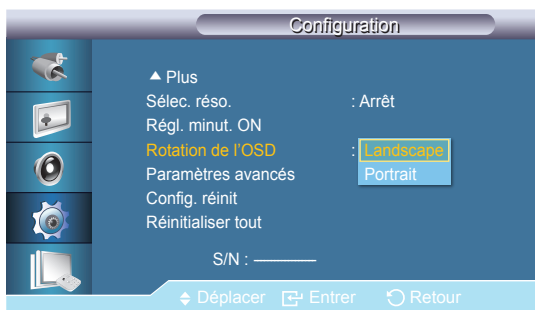 Configuration
▲ Plus
Sélec. réso. : Arrêt
Régl. minut. ON
Rotation de l'OSD : Landscape
Paramètres avancés Portrait
Config. réinit
Réinitialiser tout
S/N : ————
Déplacer Entrer Retour